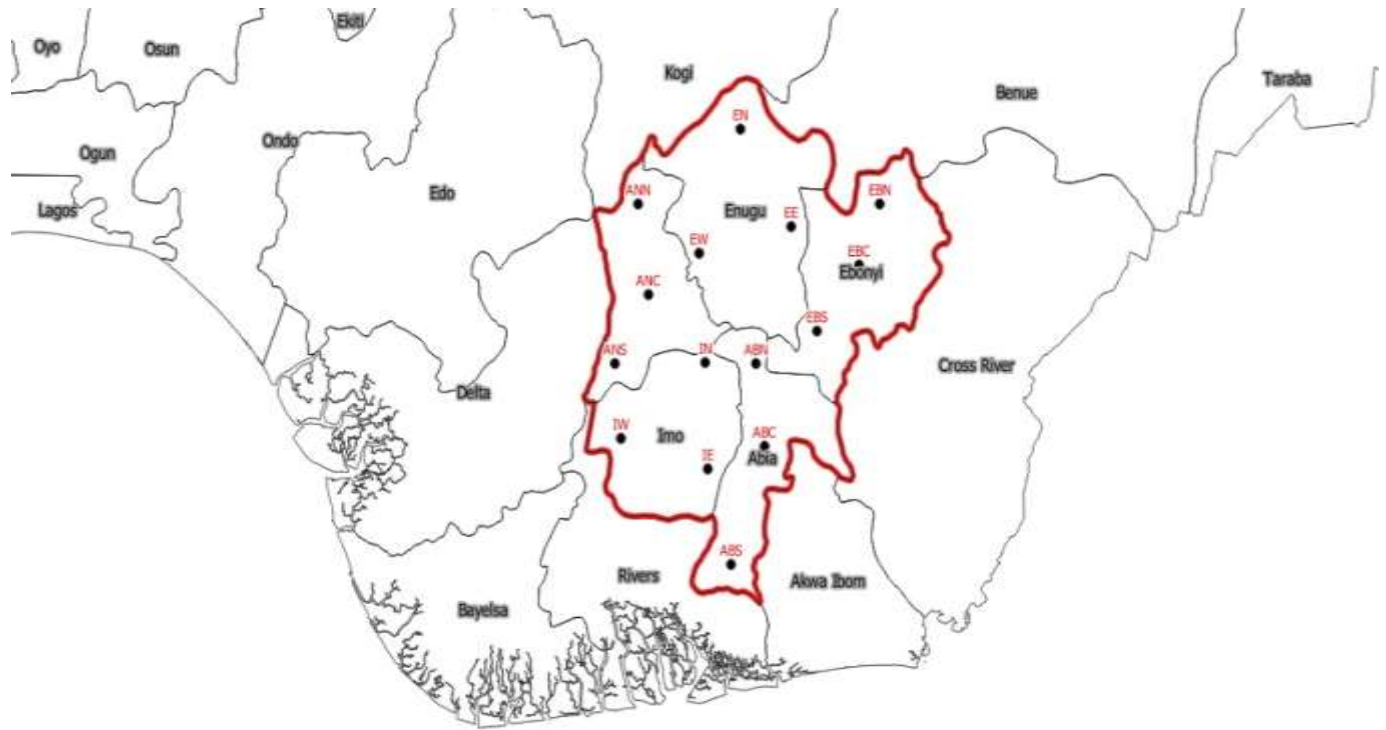 Ekiti
Oyo
Osun
Kogi
Taraba
Benue
EN
Ondo
Ogun
Edo
ANN
EBN
Lagos
Enugu
EE
EW
EBC
Ebonyi
ANC
EBS
ANS
IN
ABN
Cross River
Delta
IW
Imo
ABC
IE
Abia
ABS
Rivers
Akwa Ibom
Bayelsa